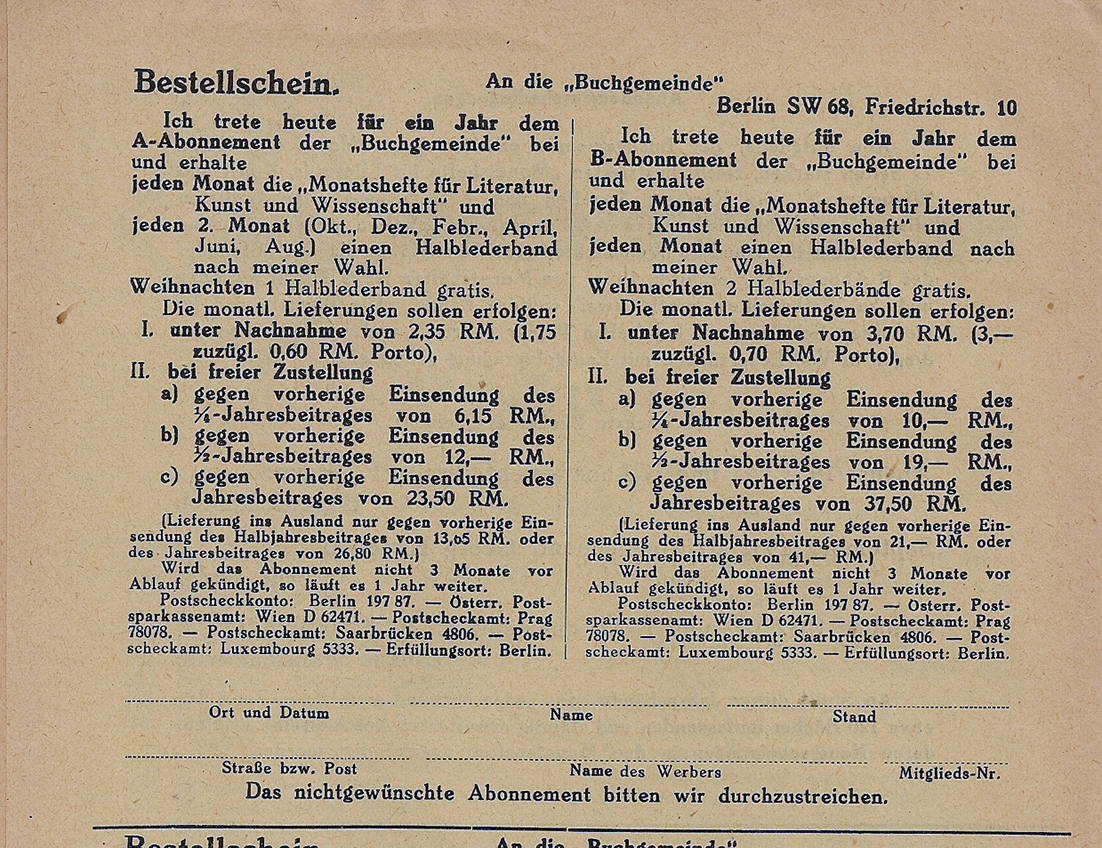 Bestellschein.
An die „Buchgemeinde"
Berlin SW 68, Friedrichstr. 10
Ich trete heute für ein Jahr dem
A-Abonnement der „Buchgemeinde" bei
und erhalte
jeden Monat die „Monatshefte für Literatur,
Kunst und Wissenschaft" und
jeden 2. Monat (Okt., Dez., Febr., April,
Juni, Aug.) einen Halblederband
nach meiner Wahl.
Weihnachten 1 Halblederband gratis.
Die monatl. Lieferungen sollen erfolgen:
I. unter Nachnahme von 2,35 RM. (1,75
zuzügl. 0,60 RM. Porto),
II. bei freier Zustellung
a) gegen vorherige Einsendung des
¼-Jahresbeitrages von 6,15 RM.,
b) gegen vorherige Einsendung des
½-Jahresbeitrages von 12,— RM.,
c) gegen vorherige Einsendung des
Jahresbeitrages von 23,50 RM.
(Lieferung ins Ausland nur gegen vorherige Ein-
sendung des Halbjahresbeitrages von 13,65 RM. oder
des Jahresbeitrages von 26,80 RM.)
Wird das Abonnement nicht 3 Monate vor
Ablauf gekündigt, so läuft es 1 Jahr weiter.
Postscheckkonto: Berlin 197 87. — Österr. Post-
sparkassenamt: Wien D 62471. — Postscheckamt: Prag
78078. — Postscheckamt: Saarbrücken 4806. — Post-
scheckamt: Luxembourg 5333. — Erfüllungsort: Berlin.
Ich trete heute für ein Jahr dem
B-Abonnement der „Buchgemeinde" bei
und erhalte
jeden Monat die „Monatshefte für Literatur,
Kunst und Wissenschaft" und
jeden Monat einen Halblederband nach
meiner Wahl.
Weihnachten 2 Halblederbände gratis.
Die monatl. Lieferungen sollen erfolgen:
I. unter Nachnahme von 3,70 RM. (3,—
zuzügl. 0,70 RM. Porto),
II. bei freier Zustellung
a) gegen vorherige Einsendung des
¼-Jahresbeitrages von 10,— RM.,
b) gegen vorherige Einsendung des
½-Jahresbeitrages von 19,— RM.,
c) gegen vorherige Einsendung des
Jahresbeitrages von 37,50 RM.
(Lieferung ins Ausland nur gegen vorherige Ein-
sendung des Halbjahresbeitrages von 21,— RM. oder
des Jahresbeitrages von 41,— RM.)
Wird das Abonnement nicht 3 Monate vor
Ablauf gekündigt, so läuft es 1 Jahr weiter.
Postscheckkonto: Berlin 197 87. — Österr. Post-
sparkassenamt: Wien D 62471. — Postscheckamt: Prag
78078. — Postscheckamt: Saarbrücken 4806. — Post-
scheckamt: Luxembourg 5333. — Erfüllungsort: Berlin.
Ort und Datum Name Stand
Straße bzw. Post Name des Werbers Mitglieds-Nr.
Das nichtgewünschte Abonnement bitten wir durchzustreichen.
Bestellschein. An die „Buchgemeinde"